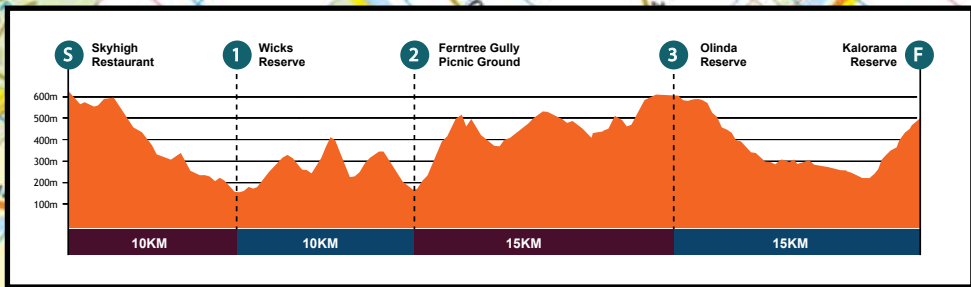 S
Skyhigh
Restaurant
1
Wicks
Reserve
2
Ferntree Gully
Picnic Ground
3
Olinda
Reserve
Kalorama
Reserve
F
600m
500m
400m
300m
200m
100m
10KM
10KM
15KM
15KM